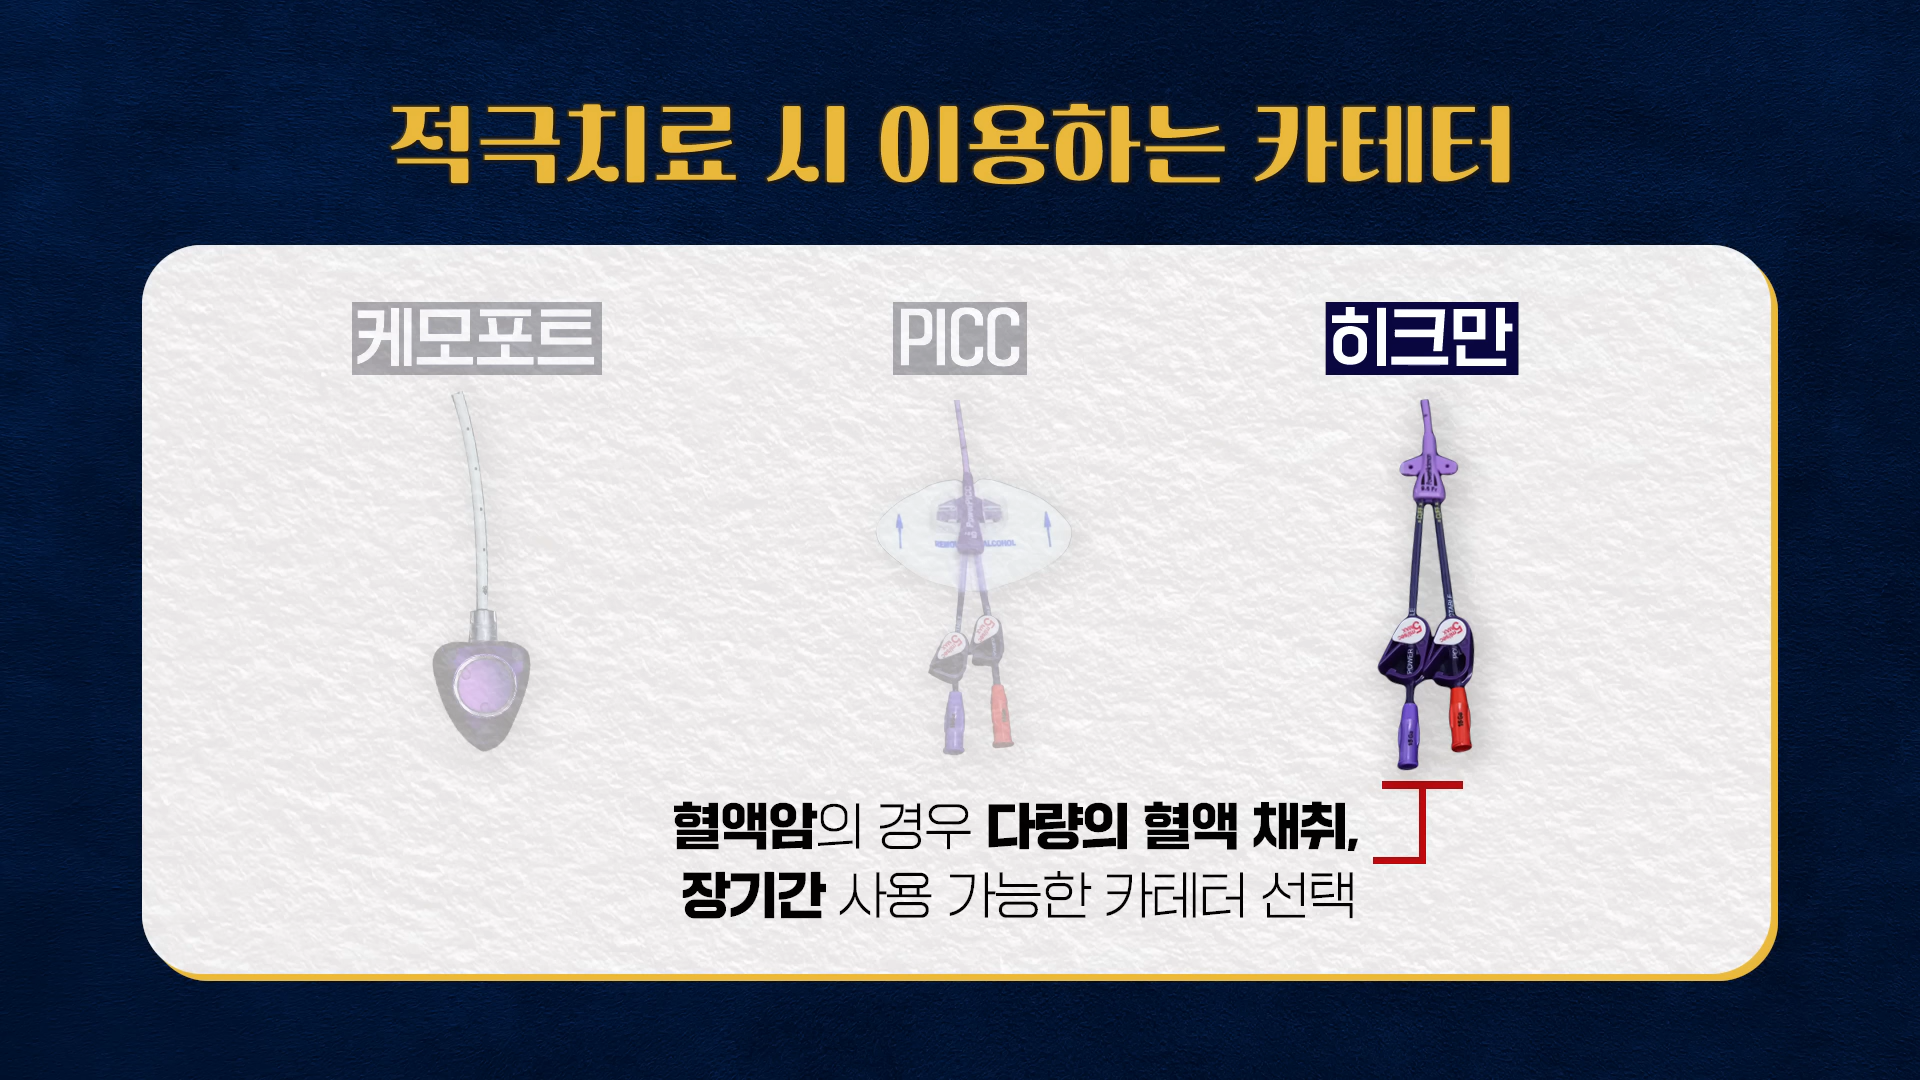 적극치료 시 이용하는 카테터
케모포트
PICC
히크만
혈액암의 경우 다량의 혈액 채취,
장기간 사용 가능한 카테터 선택